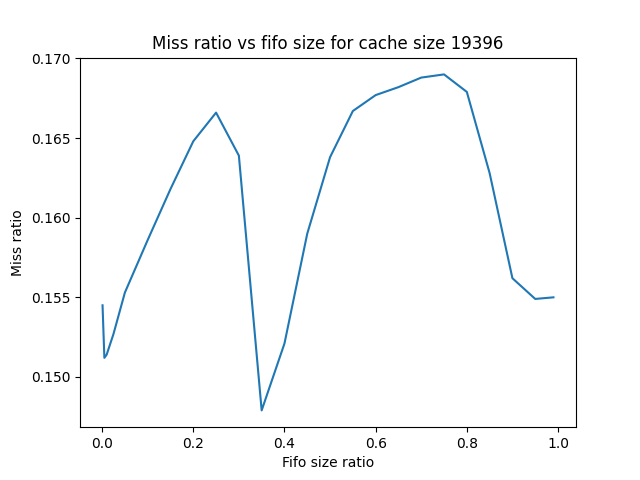 Miss ratio vs fifo size for cache size 19396
0.170
0.165
0.160
0.155
0.150
Miss ratio
0.0 0.2 0.4 0.6 0.8 1.0
Fifo size ratio